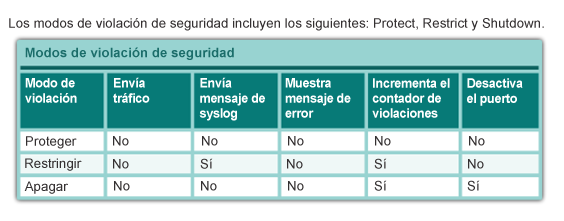 Los modos de violación de seguridad incluyen los siguientes: Protect, Restrict y Shutdown.
Modos de violación de seguridad
Modo de violación | Envía tráfico | Envía mensaje de syslog | Muestra mensaje de error | Incrementa el contador de violaciones | Desactiva el puerto
Proteger | No | No | No | No | No
Restringir | No | Sí | No | Sí | No
Apagar | No | No | No | Sí | Sí